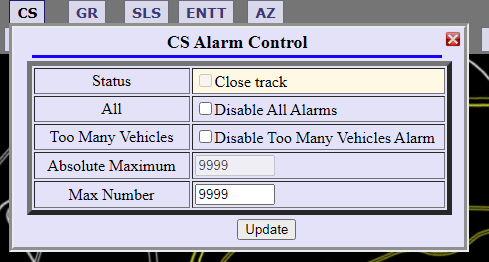 CS GR SLS ENTT AZ
CS Alarm Control
Status Close track
All Disable All Alarms
Too Many Vehicles Disable Too Many Vehicles Alarm
Absolute Maximum 9999
Max Number 9999
Update